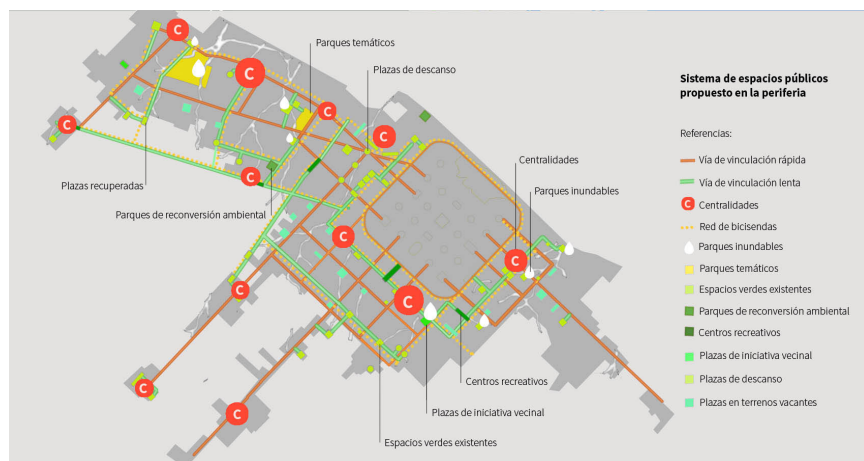 Parques temáticos
Plazas de descanso
Plazas recuperadas
Parques de reconversión ambiental
Centralidades
Parques inundables
Centros recreativos
Plazas de iniciativa vecinal
Espacios verdes existentes
C
C
C
C
C
C
C
C
C
C
C
C
Sistema de espacios públicos
propuesto en la periferia
Referencias:
Vía de vinculación rápida
Vía de vinculación lenta
C Centralidades
Red de bicisendas
Parques inundables
Parques temáticos
Espacios verdes existentes
Parques de reconversión ambiental
Centros recreativos
Plazas de iniciativa vecinal
Plazas de descanso
Plazas en terrenos vacantes